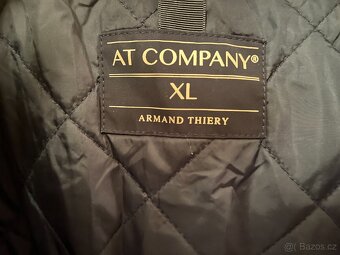 AT COMPANY®
XL
ARMAND THIERY
Bazos.cz